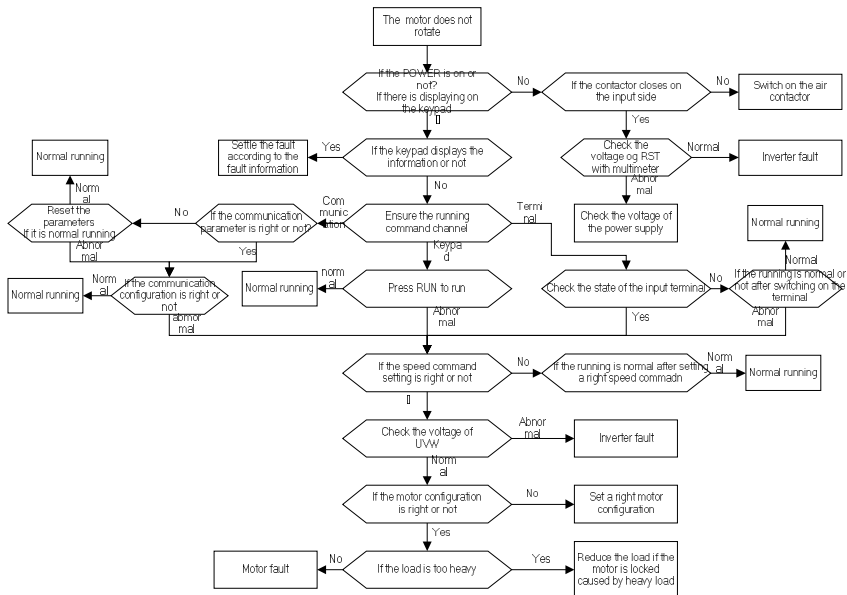 The motor does not
rotate
If the POWER is on or
not?
If there is displaying on
the keypad
No
If the contactor closes on
the input side
No
Switch on the air
contactor
Yes
Settle the fault
according to the
fault information
Yes
If the keypad displays the
information or not
Check the
voltage og RST
with multimeter
Normal
Inverter fault
Normal running
No
Abnor
mal
Norm
al
Reset the
parameters
If it is normal running
No
If the communication
parameter is right or not?
Com
munic
ation
Ensure the running
command channel
Termi
nal
Check the voltage of
the power supply
Normal running
Abnor
mal
Yes
Keypa
d
Normal
Normal running
Norm
al
If the communication
configuration is right or
not
Normal running
norm
al
Press RUN to run
Check the state of the input terminal
No
If the running is normal or
not after switching on the
terminal
abmor
mal
Abnor
mal
Yes
Abnor
mal
If the speed command
setting is right or not
No
If the running is normal after setting
a right speed commadn
Norm
al
Normal running
Check the voltage of
UVW
Abnor
mal
Inverter fault
Norm
al
If the motor configuration
is right or not
No
Set a right motor
configuration
Yes
Motor fault
No
If the load is too heavy
Yes
Reduce the load if the
motor is locked
caused by heavy load